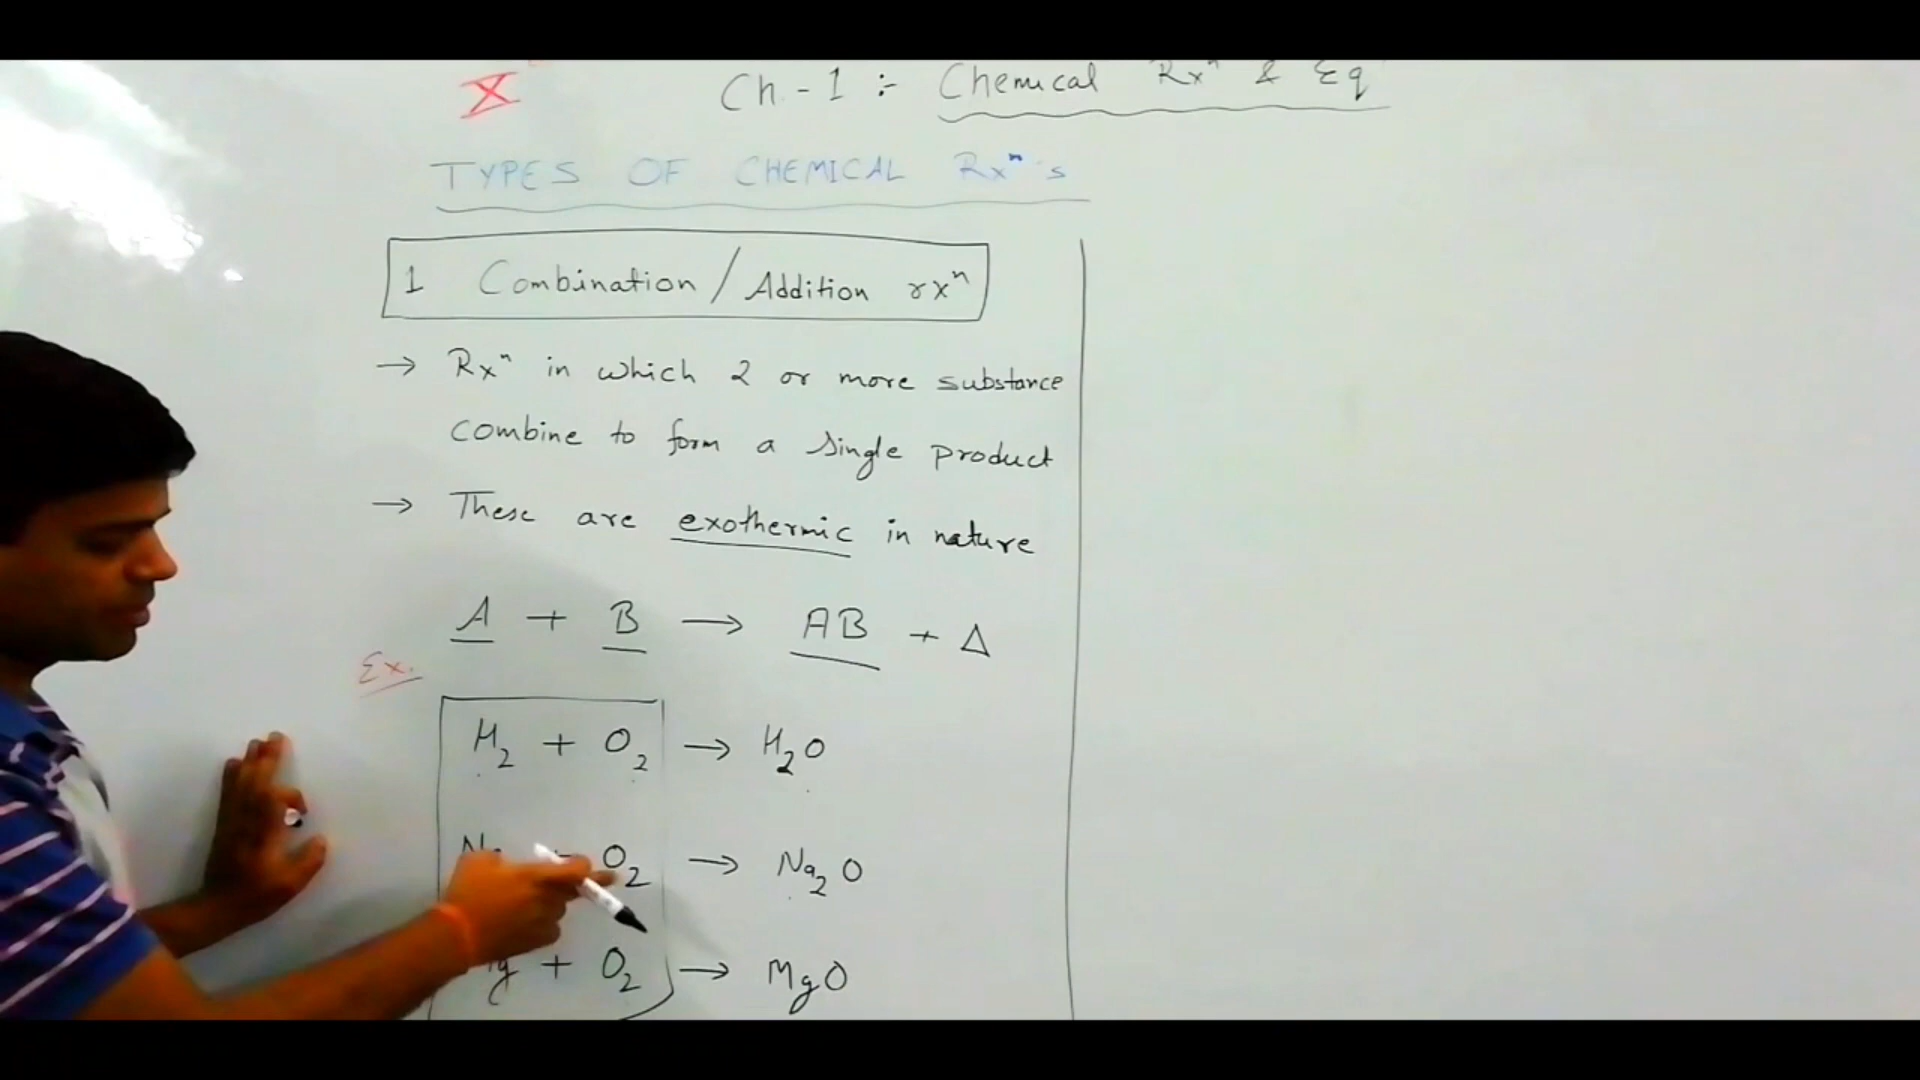 X
Ch-1 :- Chemical Rxⁿ & Eq
TYPES OF CHEMICAL Rxⁿ's
1 Combination / Addition rxⁿ
→ Rxⁿ in which 2 or more substance
combine to form a single product
→ These are exothermic in nature
A + B → AB + Δ
Ex.
H₂ + O₂ → H₂O
Na + O₂ → Na₂O
Mg + O₂ → MgO